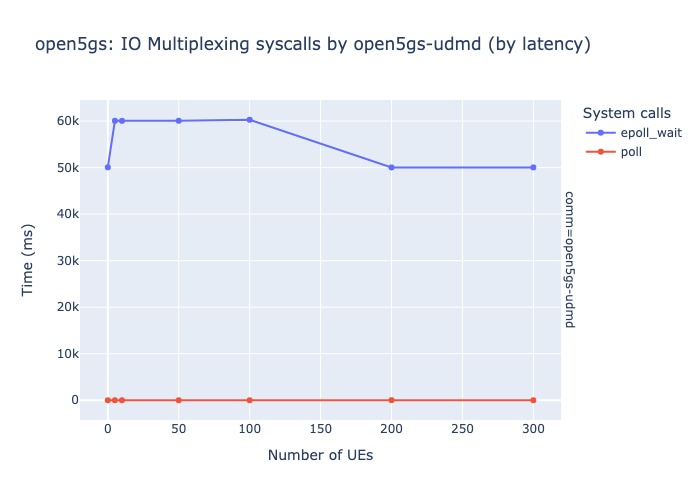 open5gs: IO Multiplexing syscalls by open5gs-udmd (by latency)
System calls
epoll_wait
poll
60k
50k
40k
30k
20k
10k
0
Time (ms)
comm=open5gs-udmd
0 50 100 150 200 250 300
Number of UEs